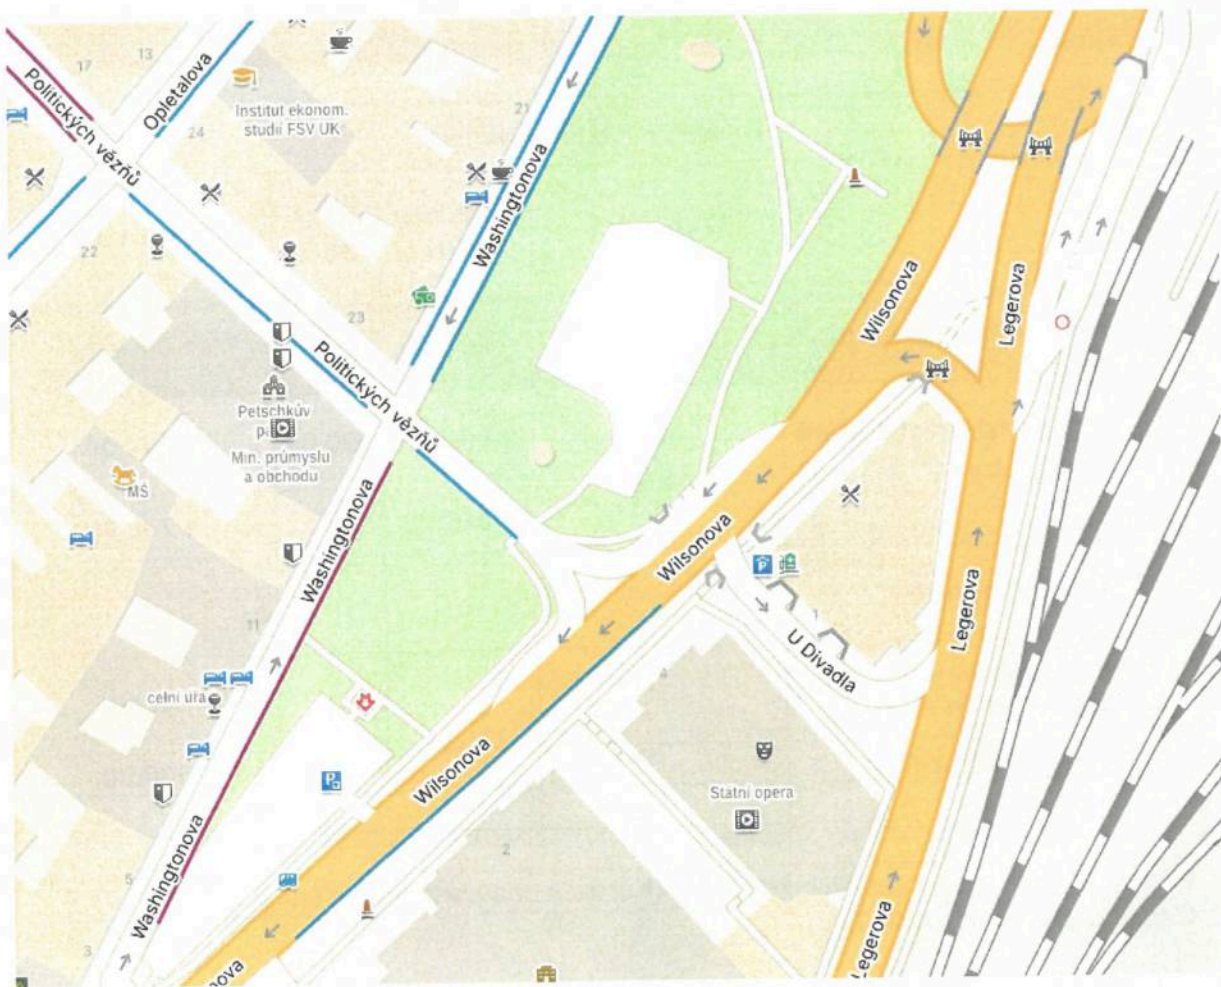 17
13
Opletalova
Politických vězňů
24
Institut ekonom.
studií FSV UK
21
Washingtonova
22
23
Politických vězňů
Petschkův
Min. průmyslu
a obchodu
MŠ
Washingtonova
11
celní
Washingtonova
5
3
Wilsonova
Legerova
Wilsonova
P
1
U Divadla
Legerova
4
Wilsonova
P
Státní opera
2
Legerova